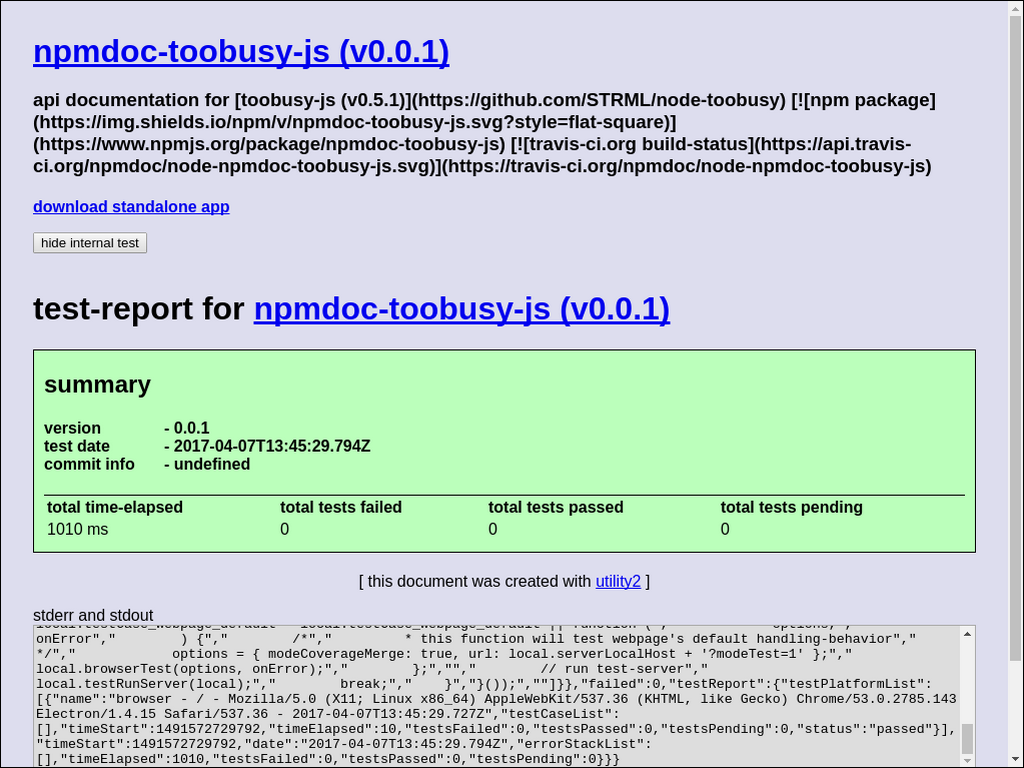 npmdoc-toobusy-js (v0.0.1)
api documentation for [toobusy-js (v0.5.1)](https://github.com/STRML/node-toobusy) [![npm package]
(https://img.shields.io/npm/v/npmdoc-toobusy-js.svg?style=flat-square)]
(https://www.npmjs.org/package/npmdoc-toobusy-js) [![travis-ci.org build-status](https://api.travis-
ci.org/npmdoc/node-npmdoc-toobusy-js.svg)](https://travis-ci.org/npmdoc/node-npmdoc-toobusy-js)
download standalone app
hide internal test
test-report for npmdoc-toobusy-js (v0.0.1)
summary
version - 0.0.1
test date - 2017-04-07T13:45:29.794Z
commit info - undefined
total time-elapsed total tests failed total tests passed total tests pending
1010 ms 0 0 0
[ this document was created with utility2 ]
stderr and stdout
onError"," ) {"," /*"," * this function will test webpage's default handling-behavior","
*/"," options = { modeCoverageMerge: true, url: local.serverLocalHost + '?modeTest=1' };","
local.browserTest(options, onError);"," };",""," // run test-server","
local.testRunServer(local);"," break;"," }","}());",""]}},"failed":0,"testReport":{"testPlatformList":
[{"name":"browser - / - Mozilla/5.0 (X11; Linux x86_64) AppleWebKit/537.36 (KHTML, like Gecko) Chrome/53.0.2785.143
Electron/1.4.15 Safari/537.36 - 2017-04-07T13:45:29.727Z","testCaseList":
[],"timeStart":1491572729792,"timeElapsed":10,"testsFailed":0,"testsPassed":0,"testsPending":0,"status":"passed"}],
"timeStart":1491572729792,"date":"2017-04-07T13:45:29.794Z","errorStackList":
[],"timeElapsed":1010,"testsFailed":0,"testsPassed":0,"testsPending":0}}}